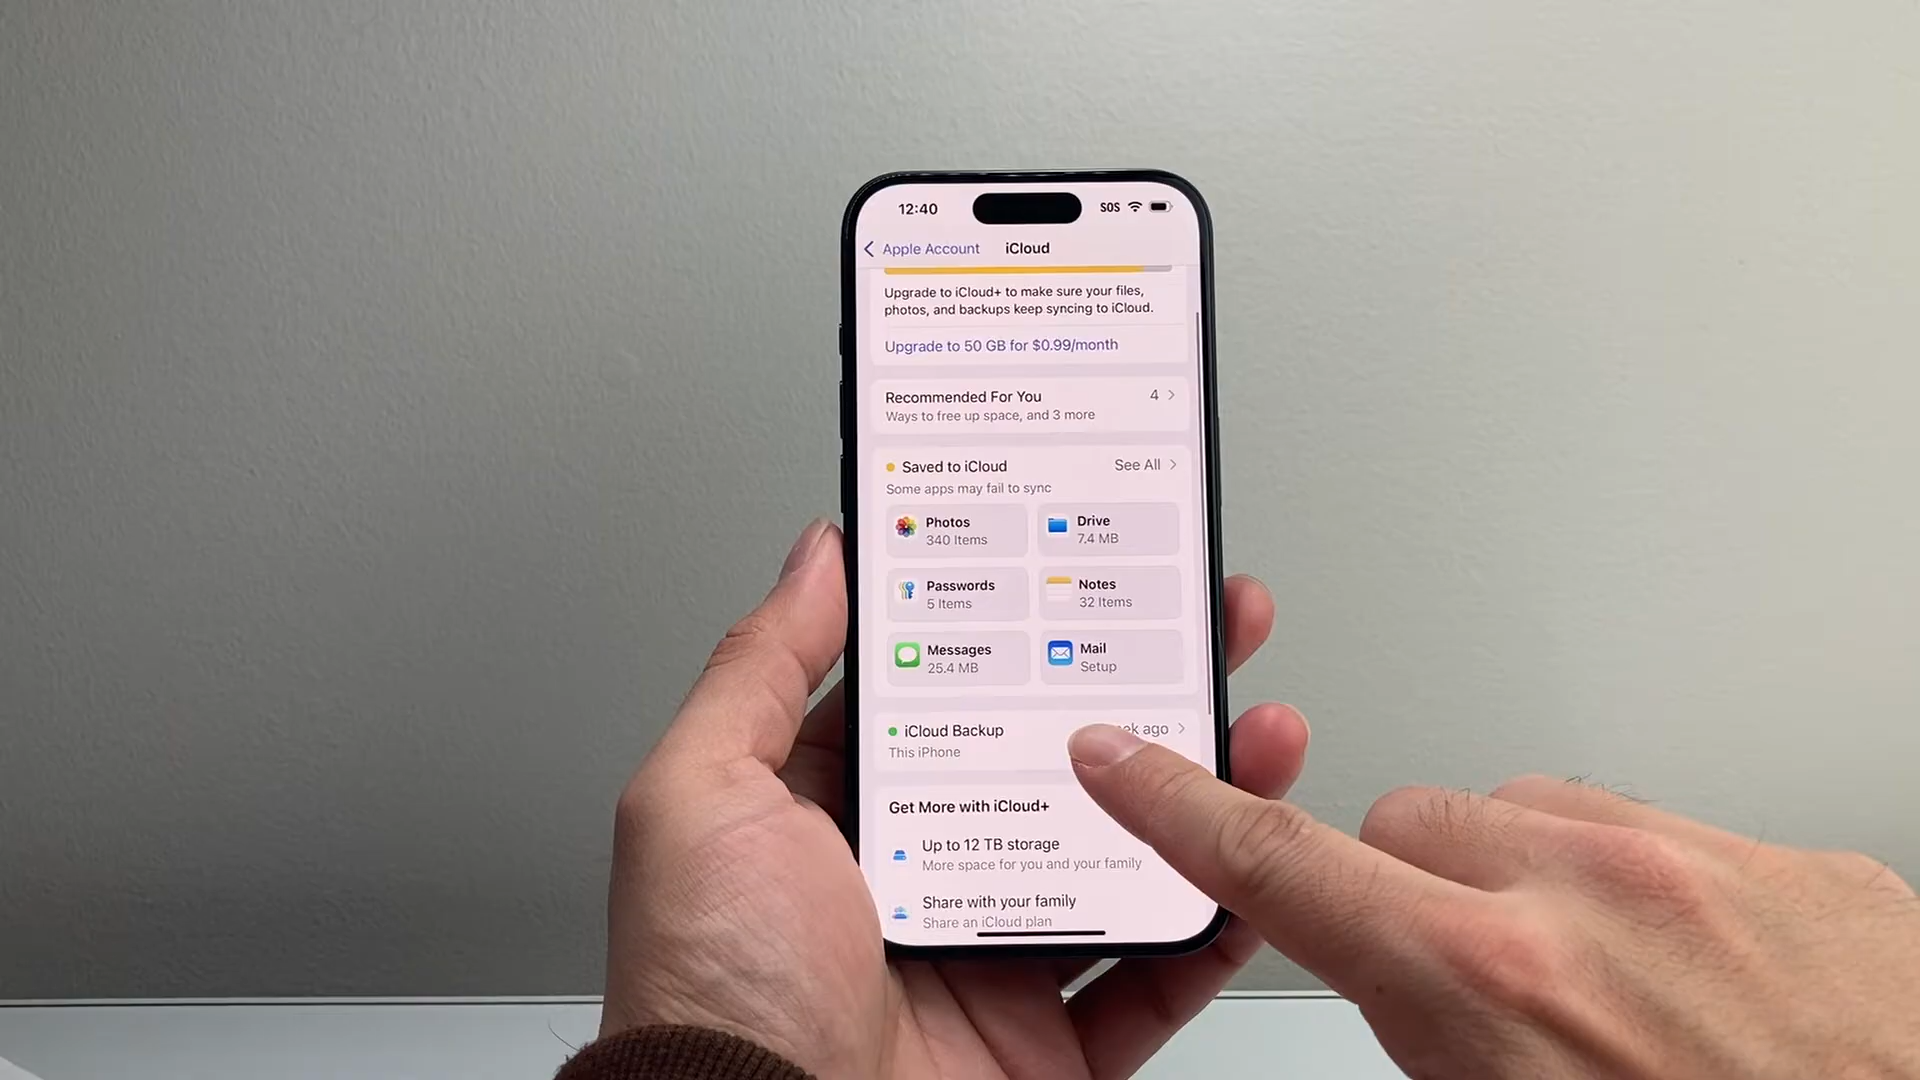 12:40
SOS
Apple Account
iCloud
Upgrade to iCloud+ to make sure your files,
photos, and backups keep syncing to iCloud.
Upgrade to 50 GB for $0.99/month
Recommended For You
4
Ways to free up space, and 3 more
Saved to iCloud
See All
Some apps may fail to sync
Photos
340 Items
Drive
7.4 MB
Passwords
5 Items
Notes
32 Items
Messages
25.4 MB
Mail
Setup
iCloud Backup
ago
This iPhone
Get More with iCloud+
Up to 12 TB storage
More space for you and your family
Share with your family
Share an iCloud plan